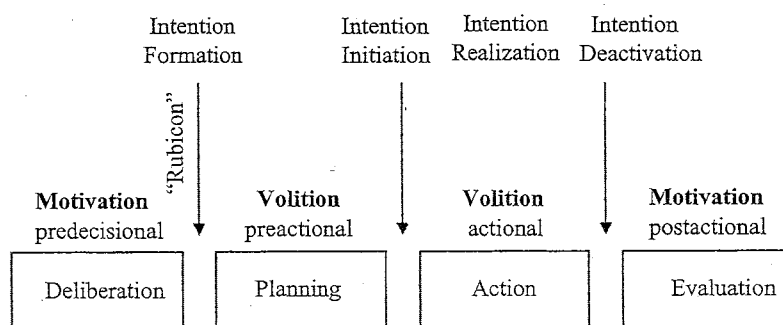 Intention
Formation
Intention
Initiation
Intention
Realization
Intention
Deactivation
“Rubicon”
Motivation
predecisional
Volition
preactional
Volition
actional
Motivation
postactional
Deliberation
Planning
Action
Evaluation